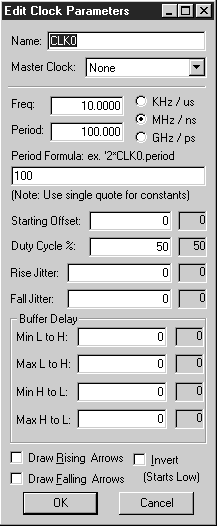 Edit Clock Parameters
Name: CLK0
Master Clock: None
Freq: 10.0000 KHz / us
MHz / ns
Period: 100.000 GHz / ps
Period Formula: ex. '2*CLK0.period
100
(Note: Use single quote for constants)
Starting Offset: 0 0
Duty Cycle %: 50 50
Rise Jitter: 0 0
Fall Jitter: 0 0
Buffer Delay
Min L to H: 0 0
Max L to H: 0 0
Min H to L: 0 0
Max H to L: 0 0
Draw Rising Arrows Invert
Draw Falling Arrows (Starts Low)
OK Cancel